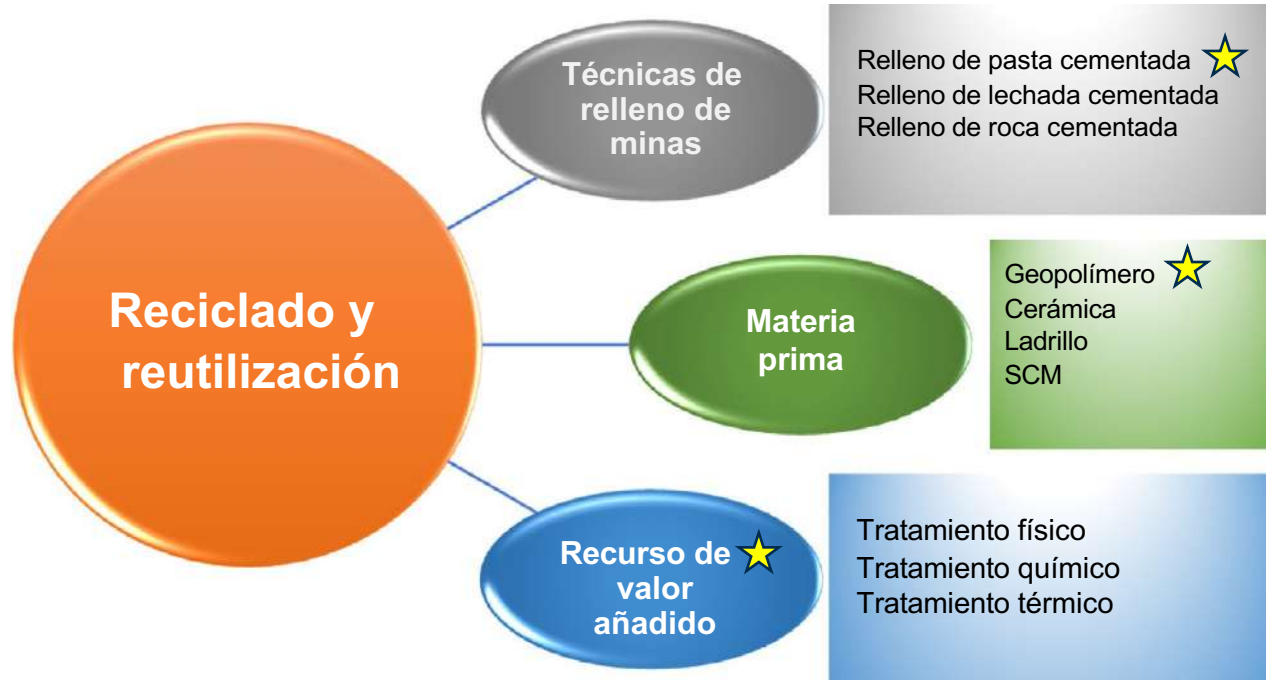 Reciclado y
reutilización
Técnicas de
relleno de
minas
Relleno de pasta cementada
Relleno de lechada cementada
Relleno de roca cementada
Materia
prima
Geopolímero
Cerámica
Ladrillo
SCM
Recurso de
valor
añadido
Tratamiento físico
Tratamiento químico
Tratamiento térmico